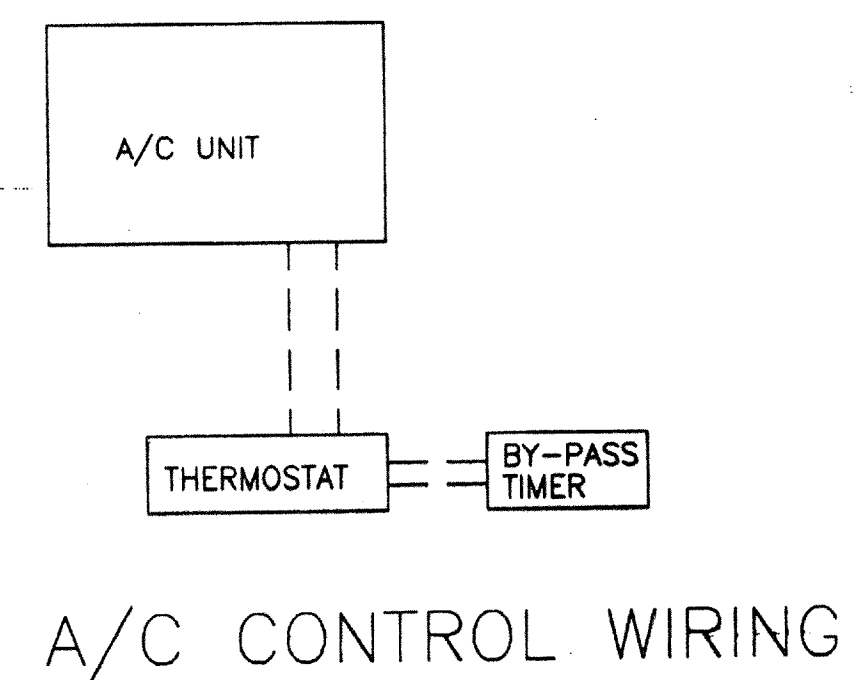 A/C UNIT
THERMOSTAT
BY-PASS
TIMER
A/C CONTROL WIRING